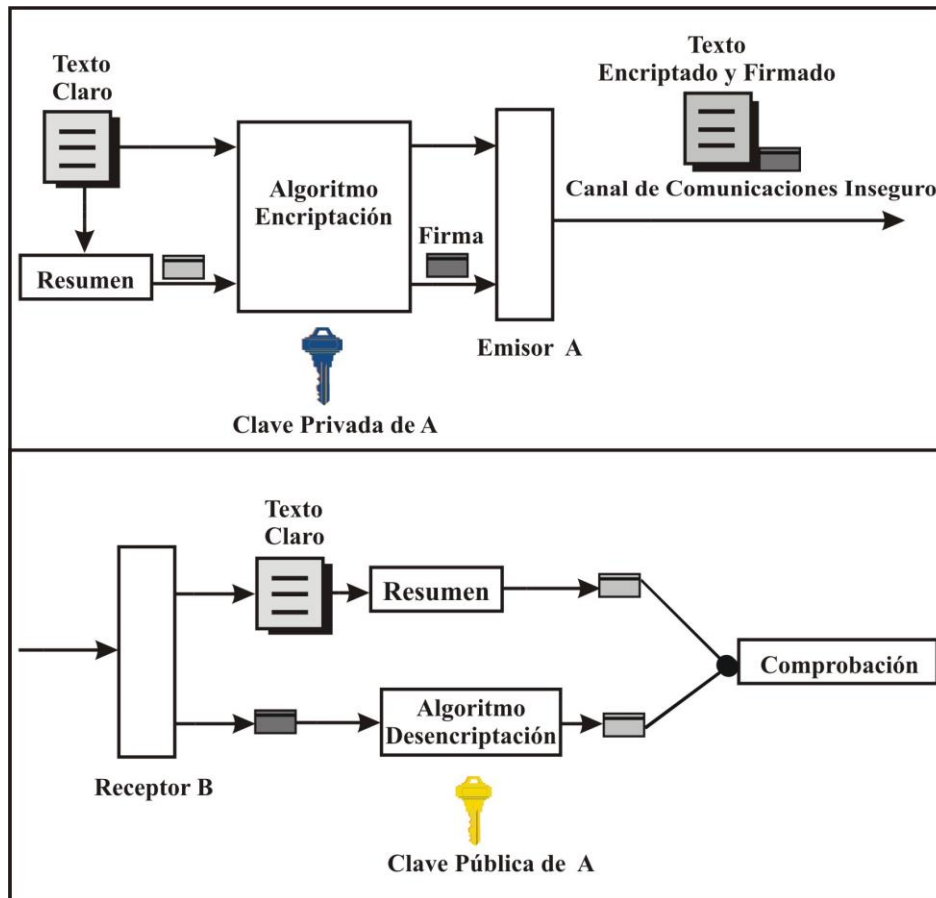 Texto
Encriptado y Firmado
Texto
Claro
Algoritmo
Encriptación
Canal de Comunicaciones Inseguro
Firma
Resumen
Emisor A
Clave Privada de A
Texto
Claro
Resumen
Comprobación
Algoritmo
Desencriptación
Receptor B
Clave Pública de A